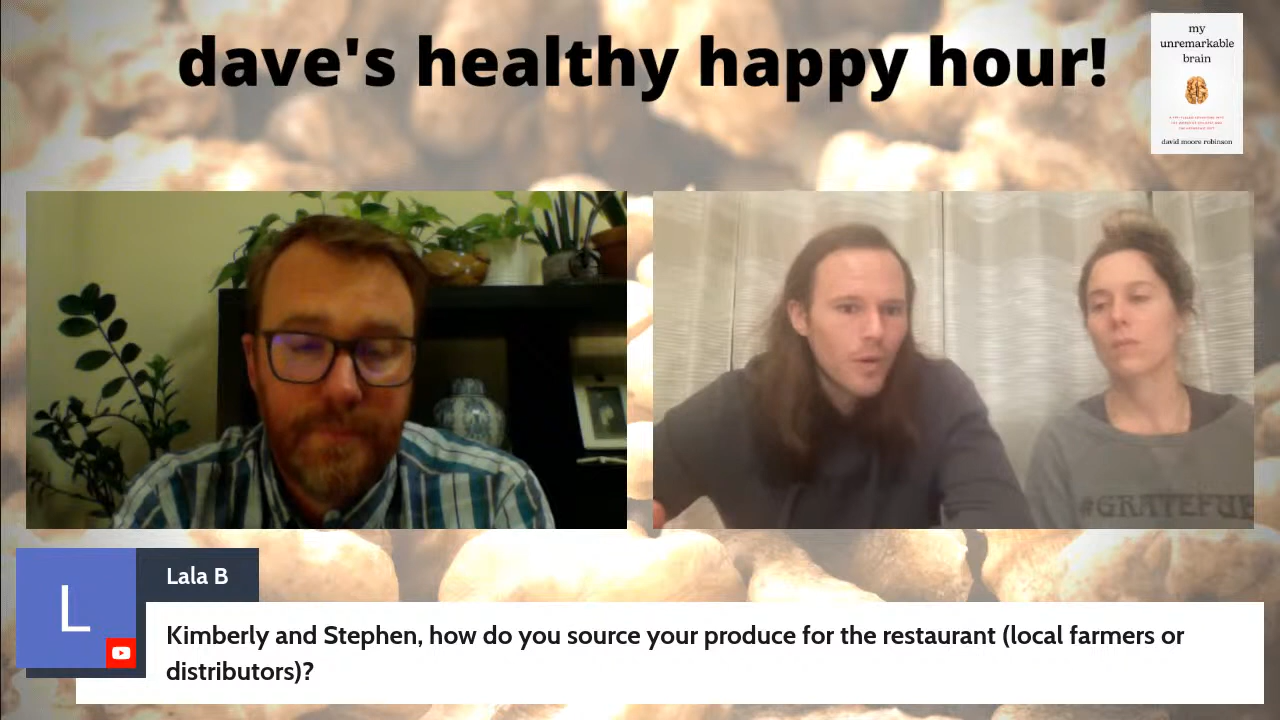 dave's healthy happy hour!
my
unremarkable
brain
david moore robinson
#GRATEFUL
L
Lala B
Kimberly and Stephen, how do you source your produce for the restaurant (local farmers or
distributors)?